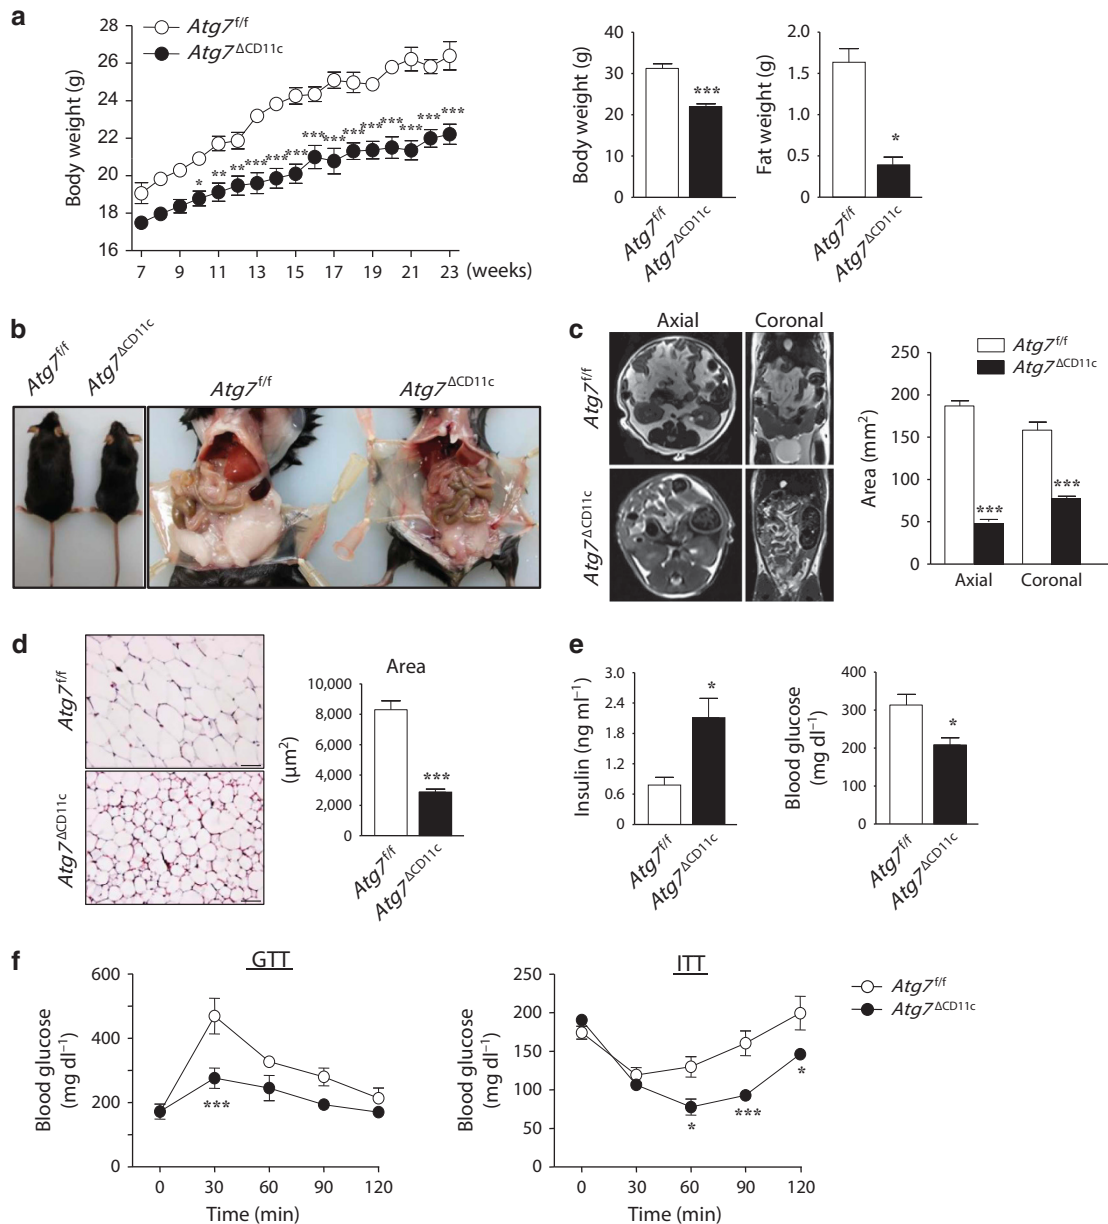 a
Atg7f/f
Atg7ΔCD11c
Body weight (g)
28
26
24
22
20
18
16
* ** ** *** *** *** *** *** *** *** *** *** *** ***
7 9 11 13 15 17 19 21 23 (weeks)
Body weight (g)
40
30
20
10
0
***
Atg7f/f
Atg7ΔCD11c
Fat weight (g)
2.0
1.5
1.0
0.5
0
*
Atg7f/f
Atg7ΔCD11c
b
Atg7f/f
Atg7ΔCD11c
Atg7f/f
Atg7ΔCD11c
c
Axial Coronal
Atg7f/f
Atg7ΔCD11c
Atg7f/f
Atg7ΔCD11c
Area (mm2)
250
200
150
100
50
0
***
***
Axial Coronal
d
Atg7f/f
Atg7ΔCD11c
Area
(μm2)
10,000
8,000
6,000
4,000
2,000
0
***
Atg7f/f
Atg7ΔCD11c
e
Insulin (ng ml−1)
3.0
2.4
1.8
1.2
0.6
0
*
Atg7f/f
Atg7ΔCD11c
Blood glucose
(mg dl−1)
400
300
200
100
0
*
Atg7f/f
Atg7ΔCD11c
f
GTT
Blood glucose
(mg dl−1)
600
400
200
0
***
0 30 60 90 120
Time (min)
ITT
Blood glucose
(mg dl−1)
250
200
150
100
50
0
*
***
*
0 30 60 90 120
Time (min)
Atg7f/f
Atg7ΔCD11c